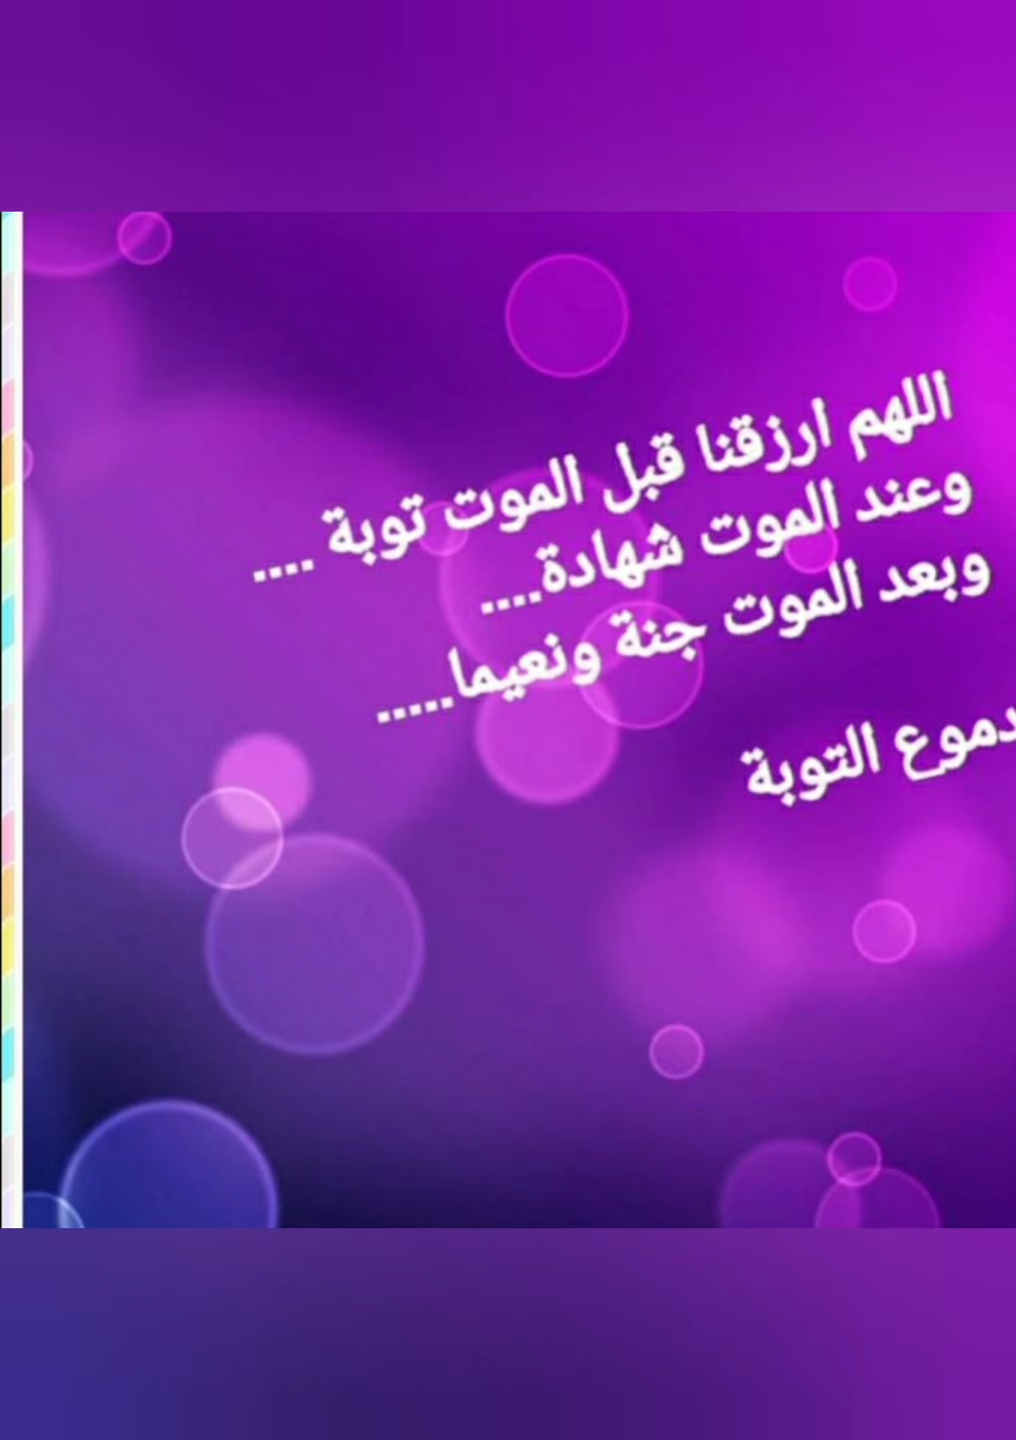 اللهم ارزقنا قبل الموت توبة ....
وعند الموت شهادة....
وبعد الموت جنة ونعيما.....
دموع التوبة